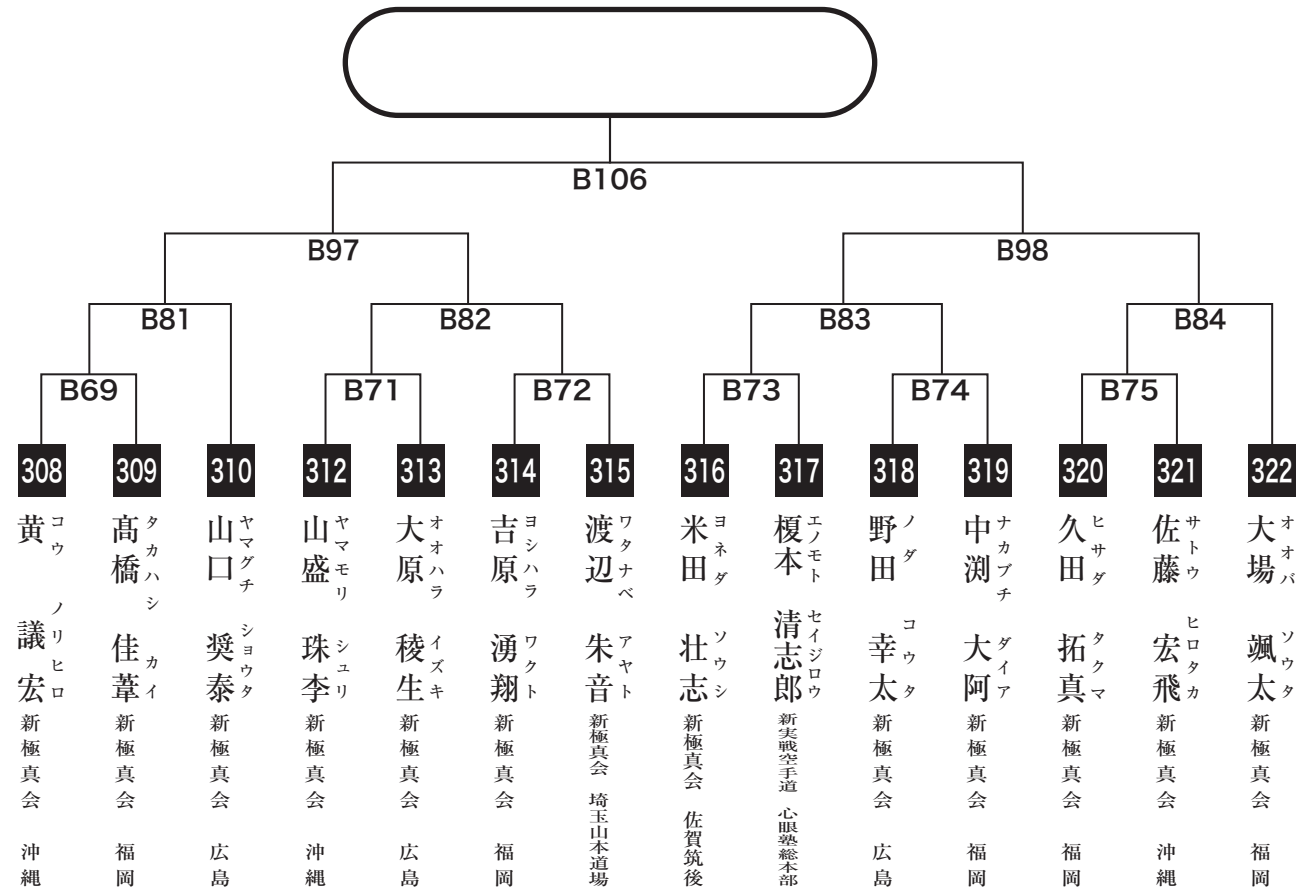 B106
B97
B98
B81
B82
B83
B84
B69
B71
B72
B73
B74
B75
308
309
310
312
313
314
315
316
317
318
319
320
321
322
黄 議宏
コウ ノリヒロ
新極真会 沖縄
髙橋 佳葦
タカハシ カイ
新極真会 福岡
山口 奨泰
ヤマグチ ショウタ
新極真会 広島
山盛 珠李
ヤマモリ シュリ
新極真会 沖縄
大原 稜生
オオハラ イズキ
新極真会 広島
吉原 湧翔
ヨシハラ ワクト
新極真会 福岡
渡辺 朱音
ワタナベ アヤト
新極真会 埼玉山本道場
米田 壮志
ヨネダ ソウシ
新極真会 佐賀筑後
榎本 清志郎
エノモト セイジロウ
新実戦空手道 心眼塾総本部
野田 幸太
ノダ コウタ
新極真会 広島
中渕 大阿
ナカブチ ダイア
新極真会 福岡
久田 拓真
ヒサダ タクマ
新極真会 福岡
佐藤 宏飛
サトウ ヒロタカ
新極真会 沖縄
大場 颯太
オオバ ソウタ
新極真会 福岡